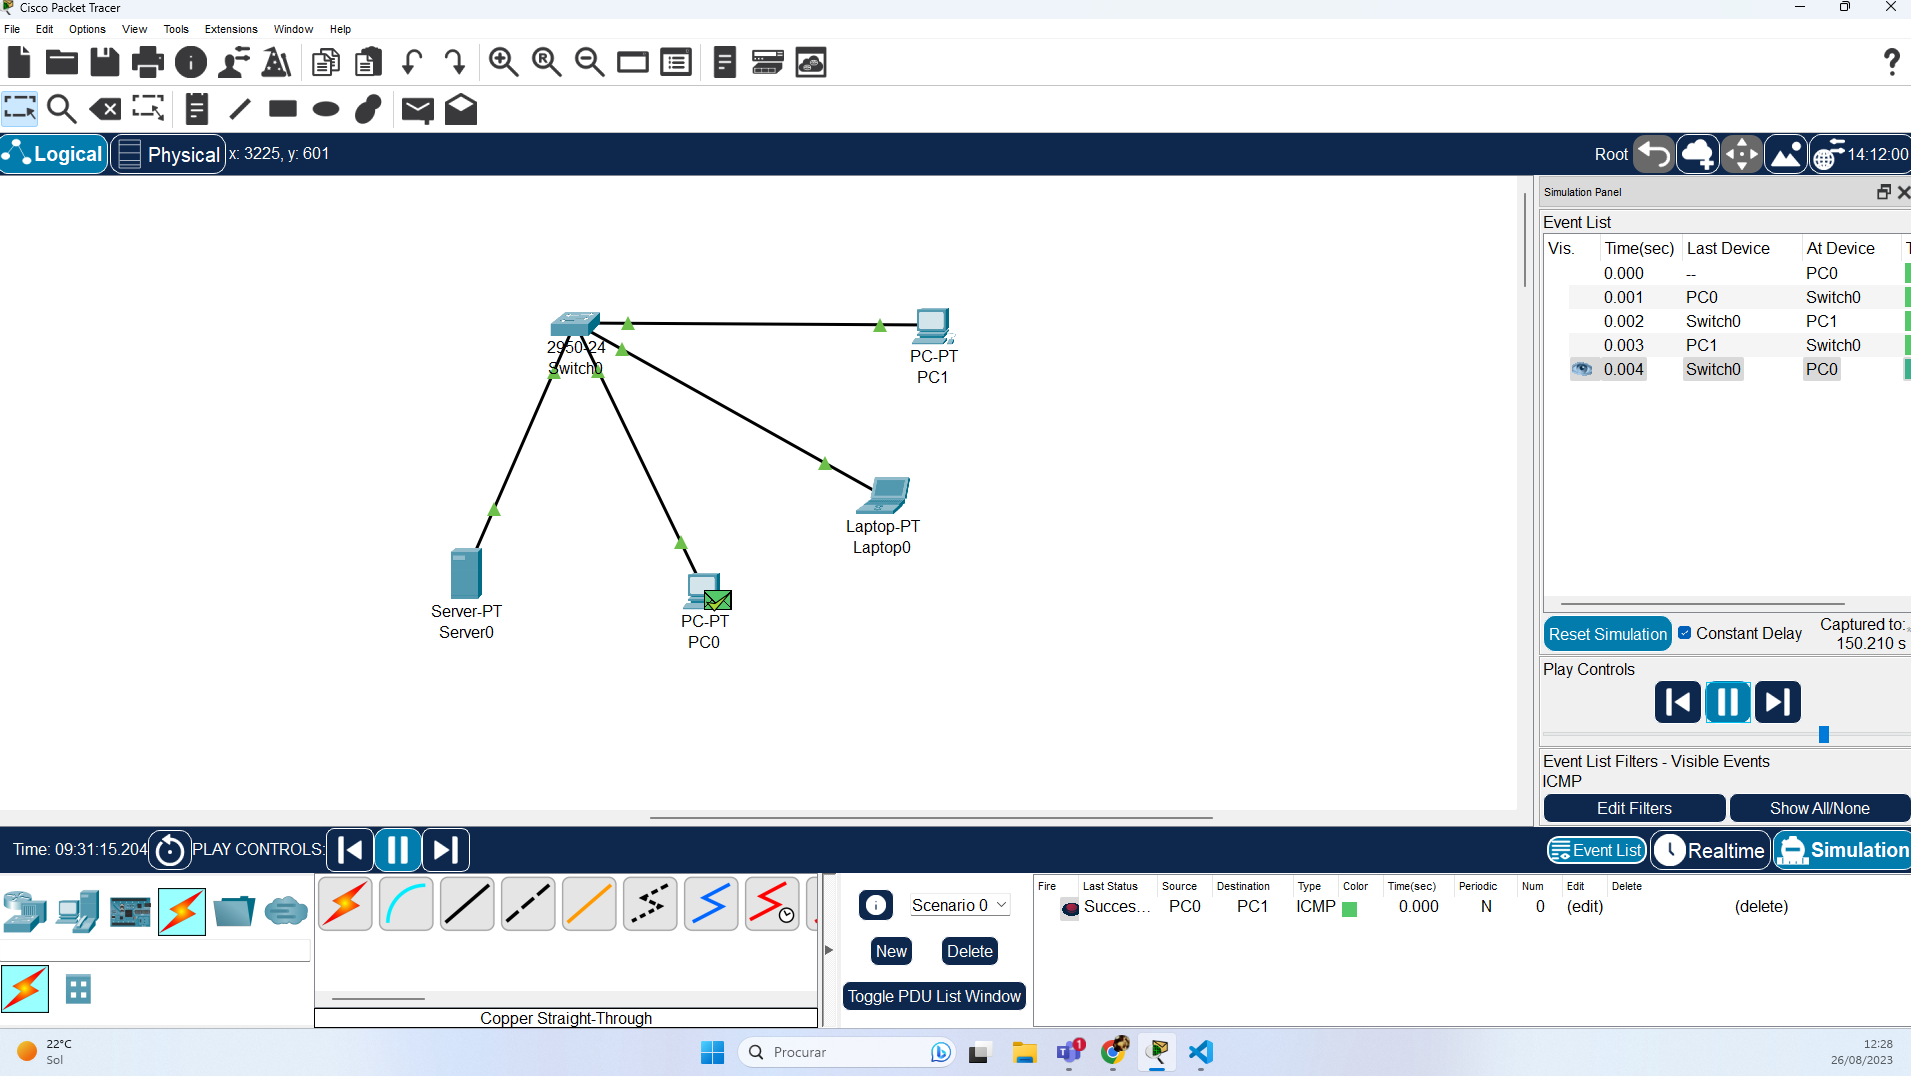 Cisco Packet Tracer
File Edit Options View Tools Extensions Window Help
Logical Physical x: 3225, y: 601 Root 14:12:00
Simulation Panel
Event List
Vis. Time(sec) Last Device At Device
0.000 -- PC0
0.001 PC0 Switch0
0.002 Switch0 PC1
0.003 PC1 Switch0
0.004 Switch0 PC0
2950-24
Switch0
PC-PT
PC1
Laptop-PT
Laptop0
Server-PT
Server0
PC-PT
PC0
Reset Simulation Constant Delay Captured to:
150.210 s
Play Controls
Event List Filters - Visible Events
ICMP
Edit Filters Show All/None
Time: 09:31:15.204 PLAY CONTROLS: Event List Realtime Simulation
Scenario 0
New Delete
Toggle PDU List Window
Fire Last Status Source Destination Type Color Time(sec) Periodic Num Edit Delete
Succes... PC0 PC1 ICMP 0.000 N 0 (edit) (delete)
Copper Straight-Through
22°C
Sol
Procurar
1
12:28
26/08/2023